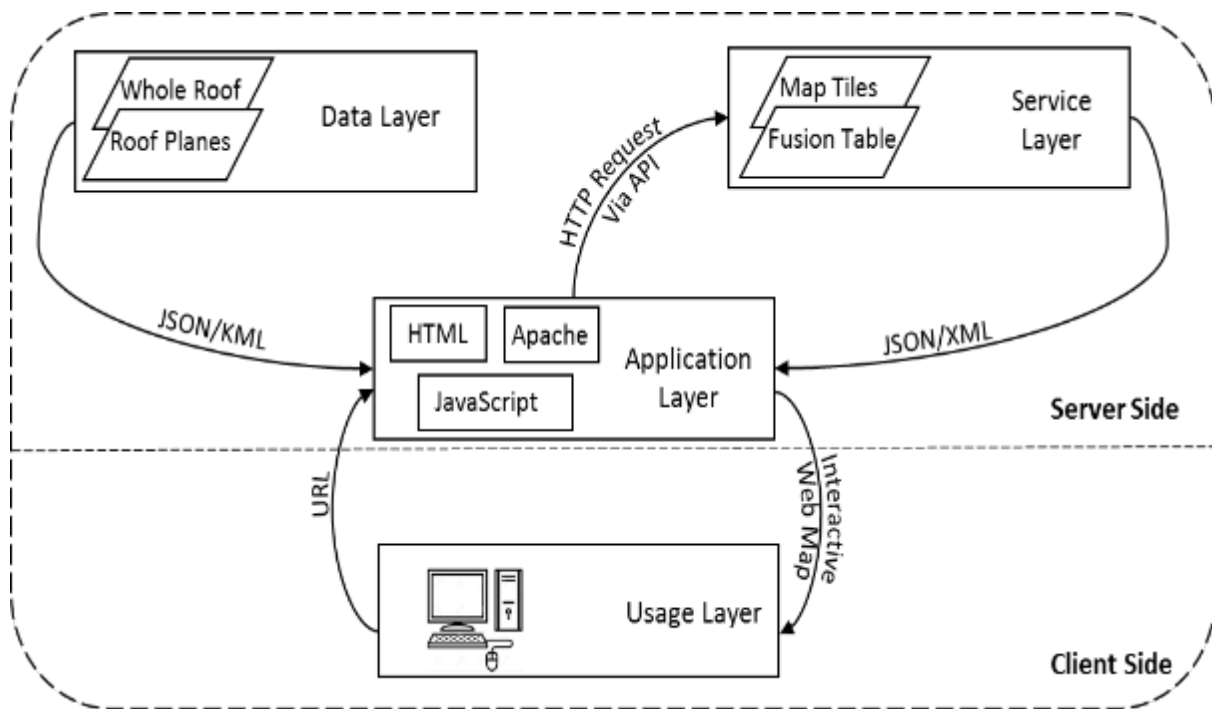 Whole Roof
Roof Planes
Data Layer
Map Tiles
Fusion Table
Service
Layer
HTTP Request
Via API
JSON/KML
JSON/XML
HTML
Apache
JavaScript
Application
Layer
Server Side
URL
Interactive
Web Map
Usage Layer
Client Side